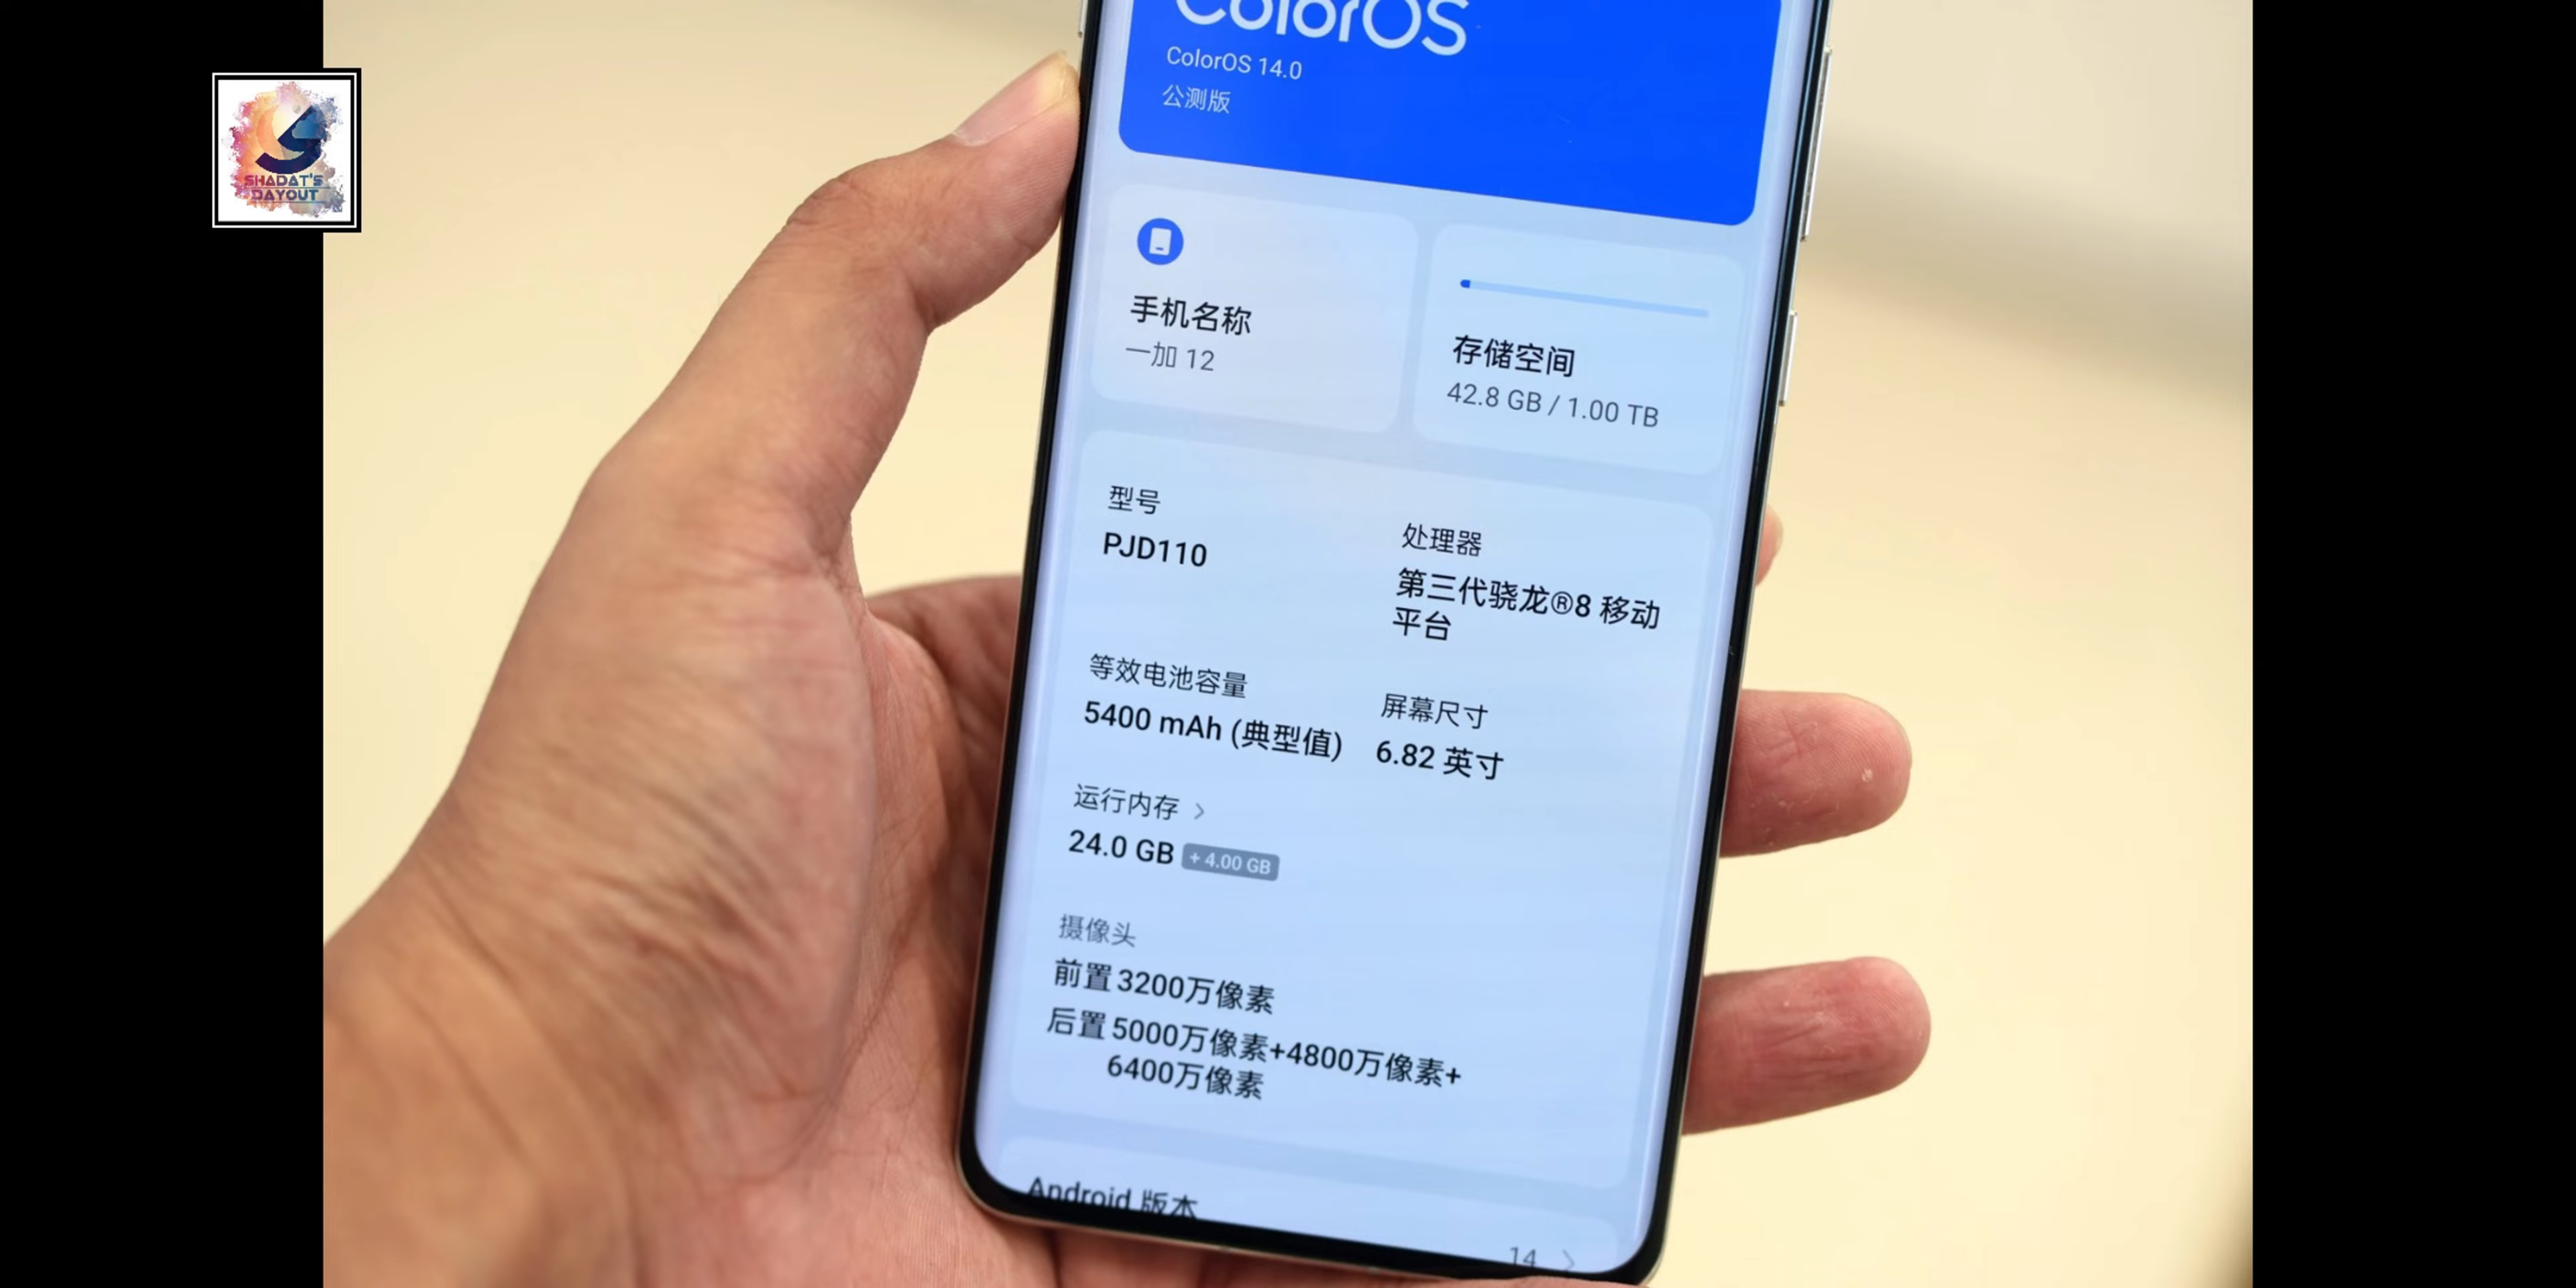 SHADAT'S
DAYOUT
ColorOS
ColorOS 14.0
公测版
手机名称
一加 12
存储空间
42.8 GB / 1.00 TB
型号
PJD110
处理器
第三代骁龙®8 移动
平台
等效电池容量
5400 mAh (典型值)
屏幕尺寸
6.82 英寸
运行内存 >
24.0 GB + 4.00 GB
摄像头
前置 3200万像素
后置 5000万像素+4800万像素+
6400万像素
Android 版本
14 >